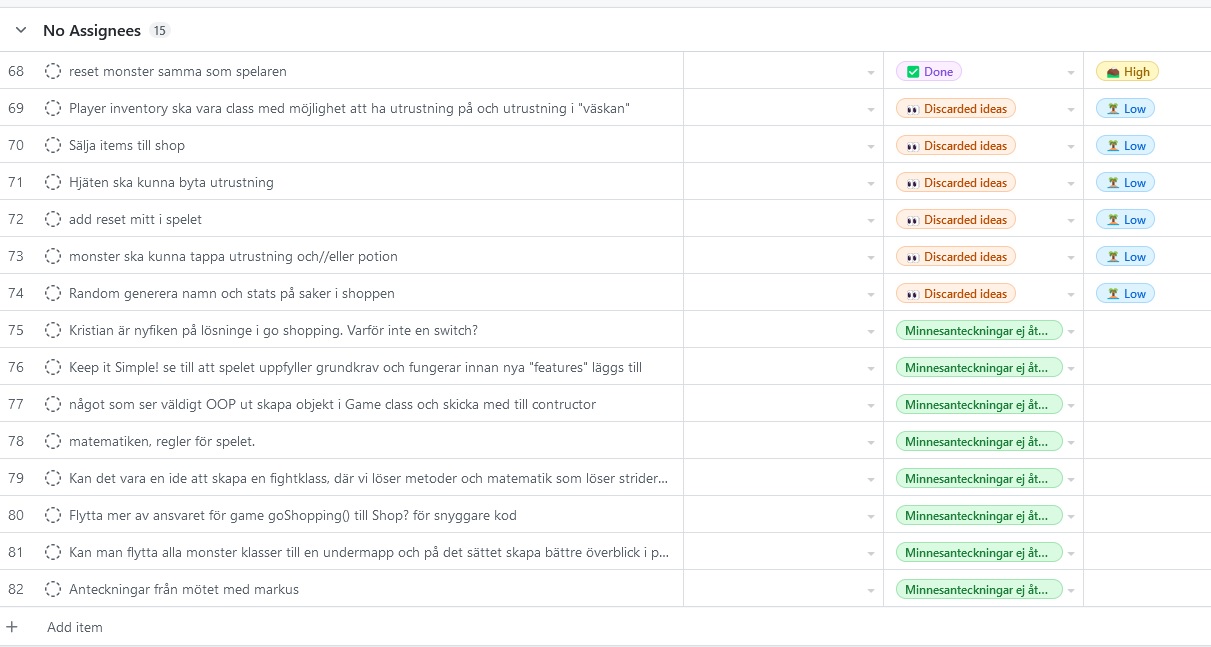 No Assignees 15
68 reset monster samma som spelaren Done High
69 Player inventory ska vara class med möjlighet att ha utrustning på och utrustning i "väskan" Discarded ideas Low
70 Sälja items till shop Discarded ideas Low
71 Hjäten ska kunna byta utrustning Discarded ideas Low
72 add reset mitt i spelet Discarded ideas Low
73 monster ska kunna tappa utrustning och//eller potion Discarded ideas Low
74 Random generera namn och stats på saker i shoppen Discarded ideas Low
75 Kristian är nyfiken på lösninge i go shopping. Varför inte en switch? Minnesanteckningar ej åt...
76 Keep it Simple! se till att spelet uppfyller grundkrav och fungerar innan nya "features" läggs till Minnesanteckningar ej åt...
77 något som ser väldigt OOP ut skapa objekt i Game class och skicka med till contructor Minnesanteckningar ej åt...
78 matematiken, regler för spelet. Minnesanteckningar ej åt...
79 Kan det vara en ide att skapa en fightklass, där vi löser metoder och matematik som löser strider... Minnesanteckningar ej åt...
80 Flytta mer av ansvaret för game goShopping() till Shop? för snyggare kod Minnesanteckningar ej åt...
81 Kan man flytta alla monster klasser till en undermapp och på det sättet skapa bättre överblick i p... Minnesanteckningar ej åt...
82 Anteckningar från mötet med markus Minnesanteckningar ej åt...
+ Add item